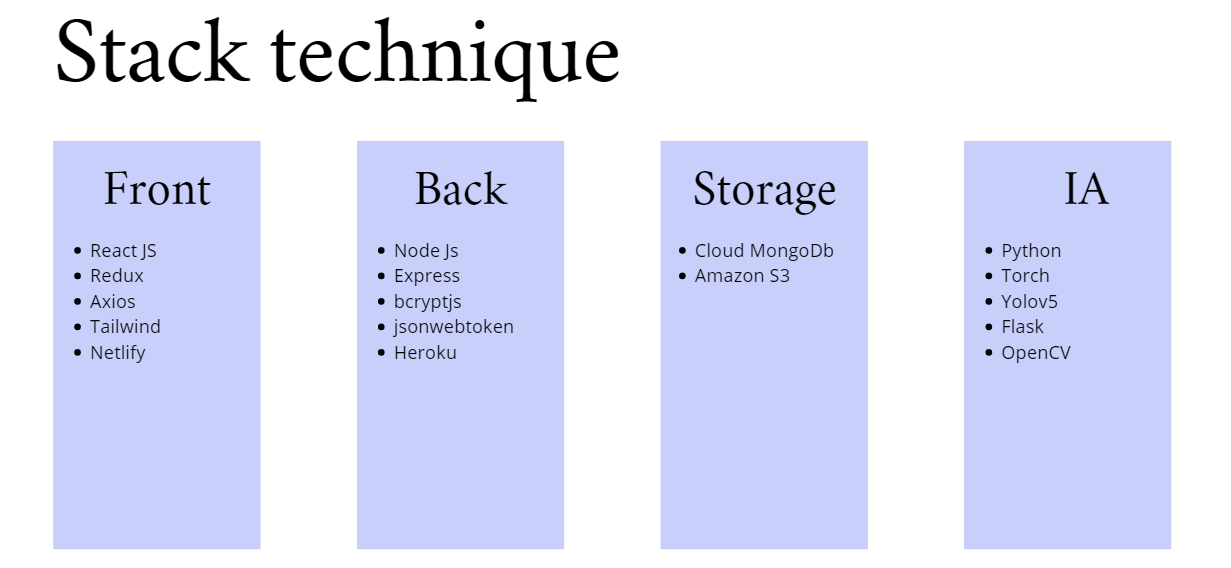 Stack technique
Front
React JS
Redux
Axios
Tailwind
Netlify
Back
Node Js
Express
bcryptjs
jsonwebtoken
Heroku
Storage
Cloud MongoDb
Amazon S3
IA
Python
Torch
Yolov5
Flask
OpenCV